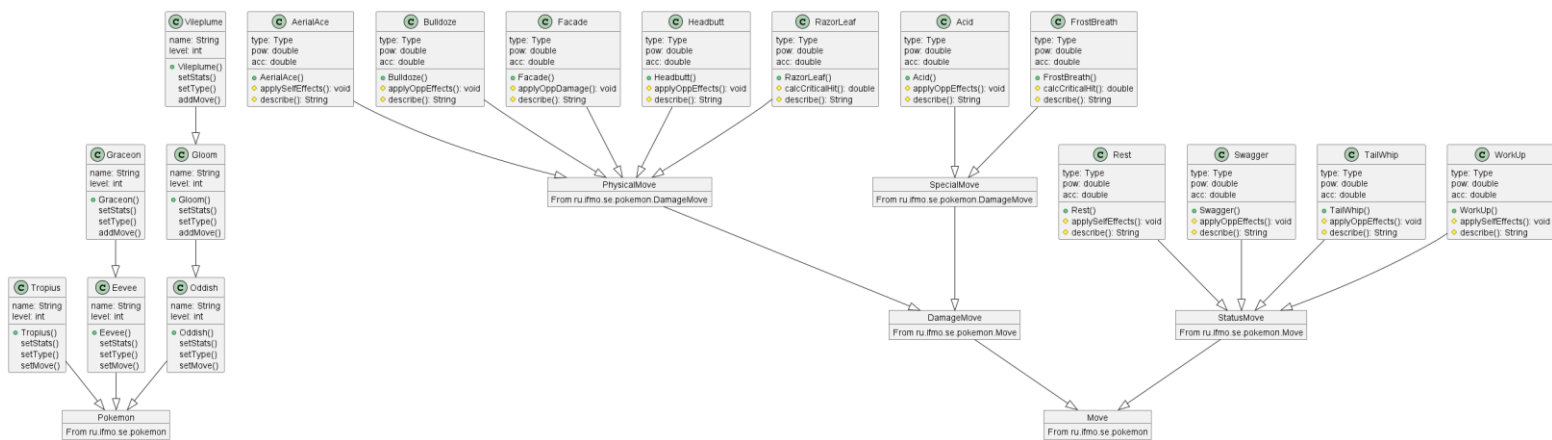 C Vileplume
name: String
level: int
Vileplume()
setStats()
setType()
addMove()
C AerialAce
type: Type
pow: double
acc: double
AerialAce()
applySelfEffects(): void
describe(): String
C Bulldoze
type: Type
pow: double
acc: double
Bulldoze()
applyOppEffects(): void
describe(): String
C Facade
type: Type
pow: double
acc: double
Facade()
applyOppDamage(): void
describe(): String
C Headbutt
type: Type
pow: double
acc: double
Headbutt()
applyOppEffects(): void
describe(): String
C RazorLeaf
type: Type
pow: double
acc: double
RazorLeaf()
calcCriticalHit(): double
describe(): String
C Acid
type: Type
pow: double
acc: double
Acid()
applyOppEffects(): void
describe(): String
C FrostBreath
type: Type
pow: double
acc: double
FrostBreath()
calcCriticalHit(): double
describe(): String
C Graceon
name: String
level: int
Graceon()
setStats()
setType()
addMove()
C Gloom
name: String
level: int
Gloom()
setStats()
setType()
addMove()
PhysicalMove
From ru.ifmo.se.pokemon.DamageMove
SpecialMove
From ru.ifmo.se.pokemon.DamageMove
C Rest
type: Type
pow: double
acc: double
Rest()
applySelfEffects(): void
describe(): String
C Swagger
type: Type
pow: double
acc: double
Swagger()
applyOppEffects(): void
describe(): String
C TailWhip
type: Type
pow: double
acc: double
TailWhip()
applyOppEffects(): void
describe(): String
C WorkUp
type: Type
pow: double
acc: double
WorkUp()
applySelfEffects(): void
describe(): String
C Tropius
name: String
level: int
Tropius()
setStats()
setType()
setMove()
C Eevee
name: String
level: int
Eevee()
setStats()
setType()
setMove()
C Oddish
name: String
level: int
Oddish()
setStats()
setType()
setMove()
DamageMove
From ru.ifmo.se.pokemon.Move
StatusMove
From ru.ifmo.se.pokemon.Move
Pokemon
From ru.ifmo.se.pokemon
Move
From ru.ifmo.se.pokemon